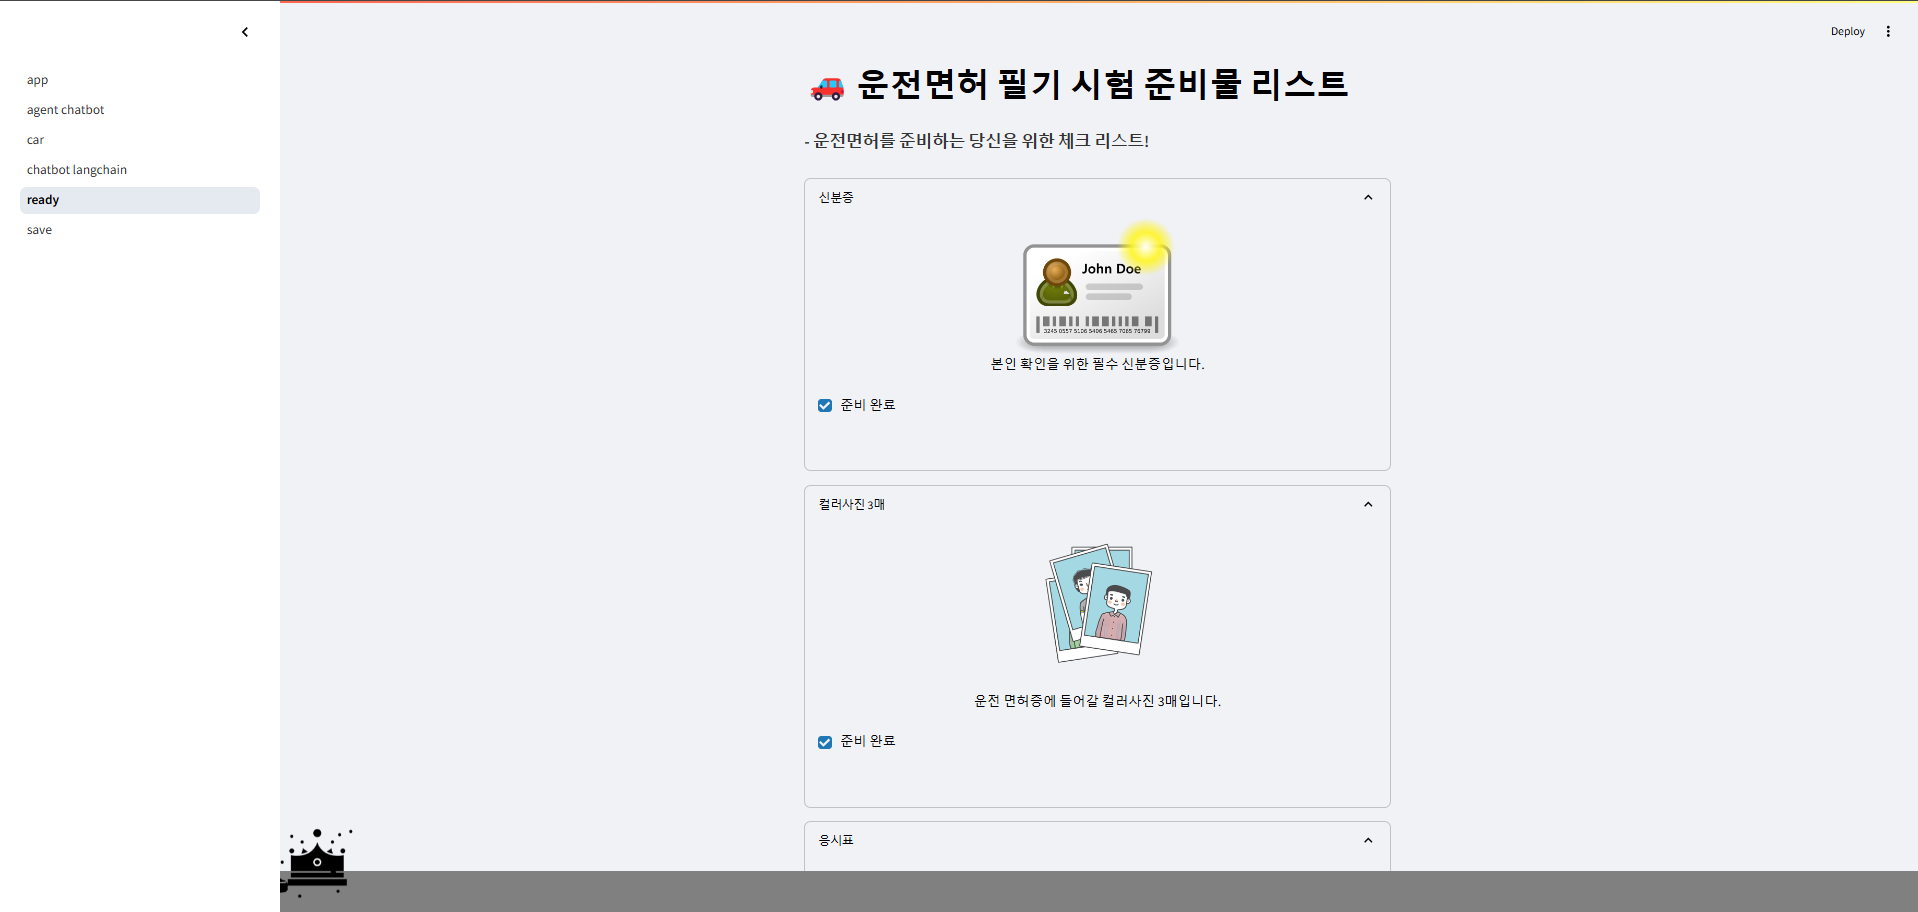 Deploy
app
agent chatbot
car
chatbot langchain
ready
save
운전면허 필기 시험 준비물 리스트
- 운전면허를 준비하는 당신을 위한 체크 리스트!
신분증
John Doe
3245 0557 5106 5406 5465 7065 76799
본인 확인을 위한 필수 신분증입니다.
준비 완료
컬러사진 3매
운전 면허증에 들어갈 컬러사진 3매입니다.
준비 완료
응시표